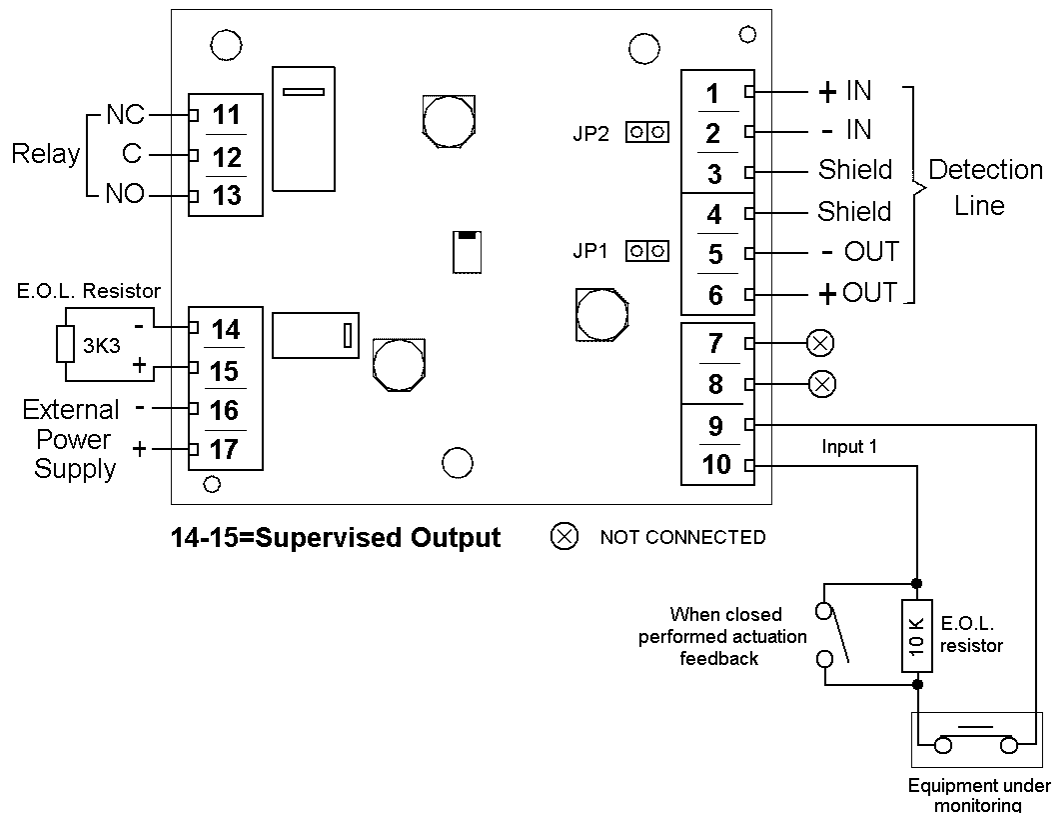 NC
C
NO
Relay
11
12
13
JP2
JP1
1
2
3
4
5
6
+ IN
- IN
Shield
Shield
- OUT
+ OUT
Detection
Line
E.O.L. Resistor
3K3
-
+
14
15
16
17
External
Power
Supply
-
+
7
8
9
10
Input 1
14-15=Supervised Output
NOT CONNECTED
When closed
performed actuation
feedback
10 K
E.O.L.
resistor
Equipment under
monitoring